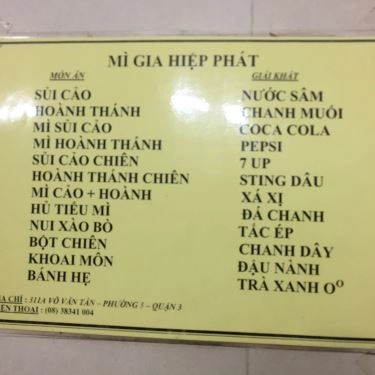 MÌ GIA HIỆP PHÁT
MÓN ĂN
SỦI CẢO
HOÀNH THÁNH
MÌ SỦI CẢO
MÌ HOÀNH THÁNH
SỦI CẢO CHIÊN
HOÀNH THÁNH CHIÊN
MÌ CẢO + HOÀNH
HỦ TIẾU MÌ
NUI XÀO BÒ
BỘT CHIÊN
KHOAI MÔN
BÁNH HẸ
GIẢI KHÁT
NƯỚC SÂM
CHANH MUỐI
COCA COLA
PEPSI
7 UP
STING DÂU
XÁ XỊ
ĐÁ CHANH
TẮC ÉP
CHANH DÂY
ĐẬU NÀNH
TRÀ XANH OO
CHỈ : 311A VÕ VĂN TẦN – PHƯỜNG 5 – QUẬN 3
THOẠI : (08) 38341 004